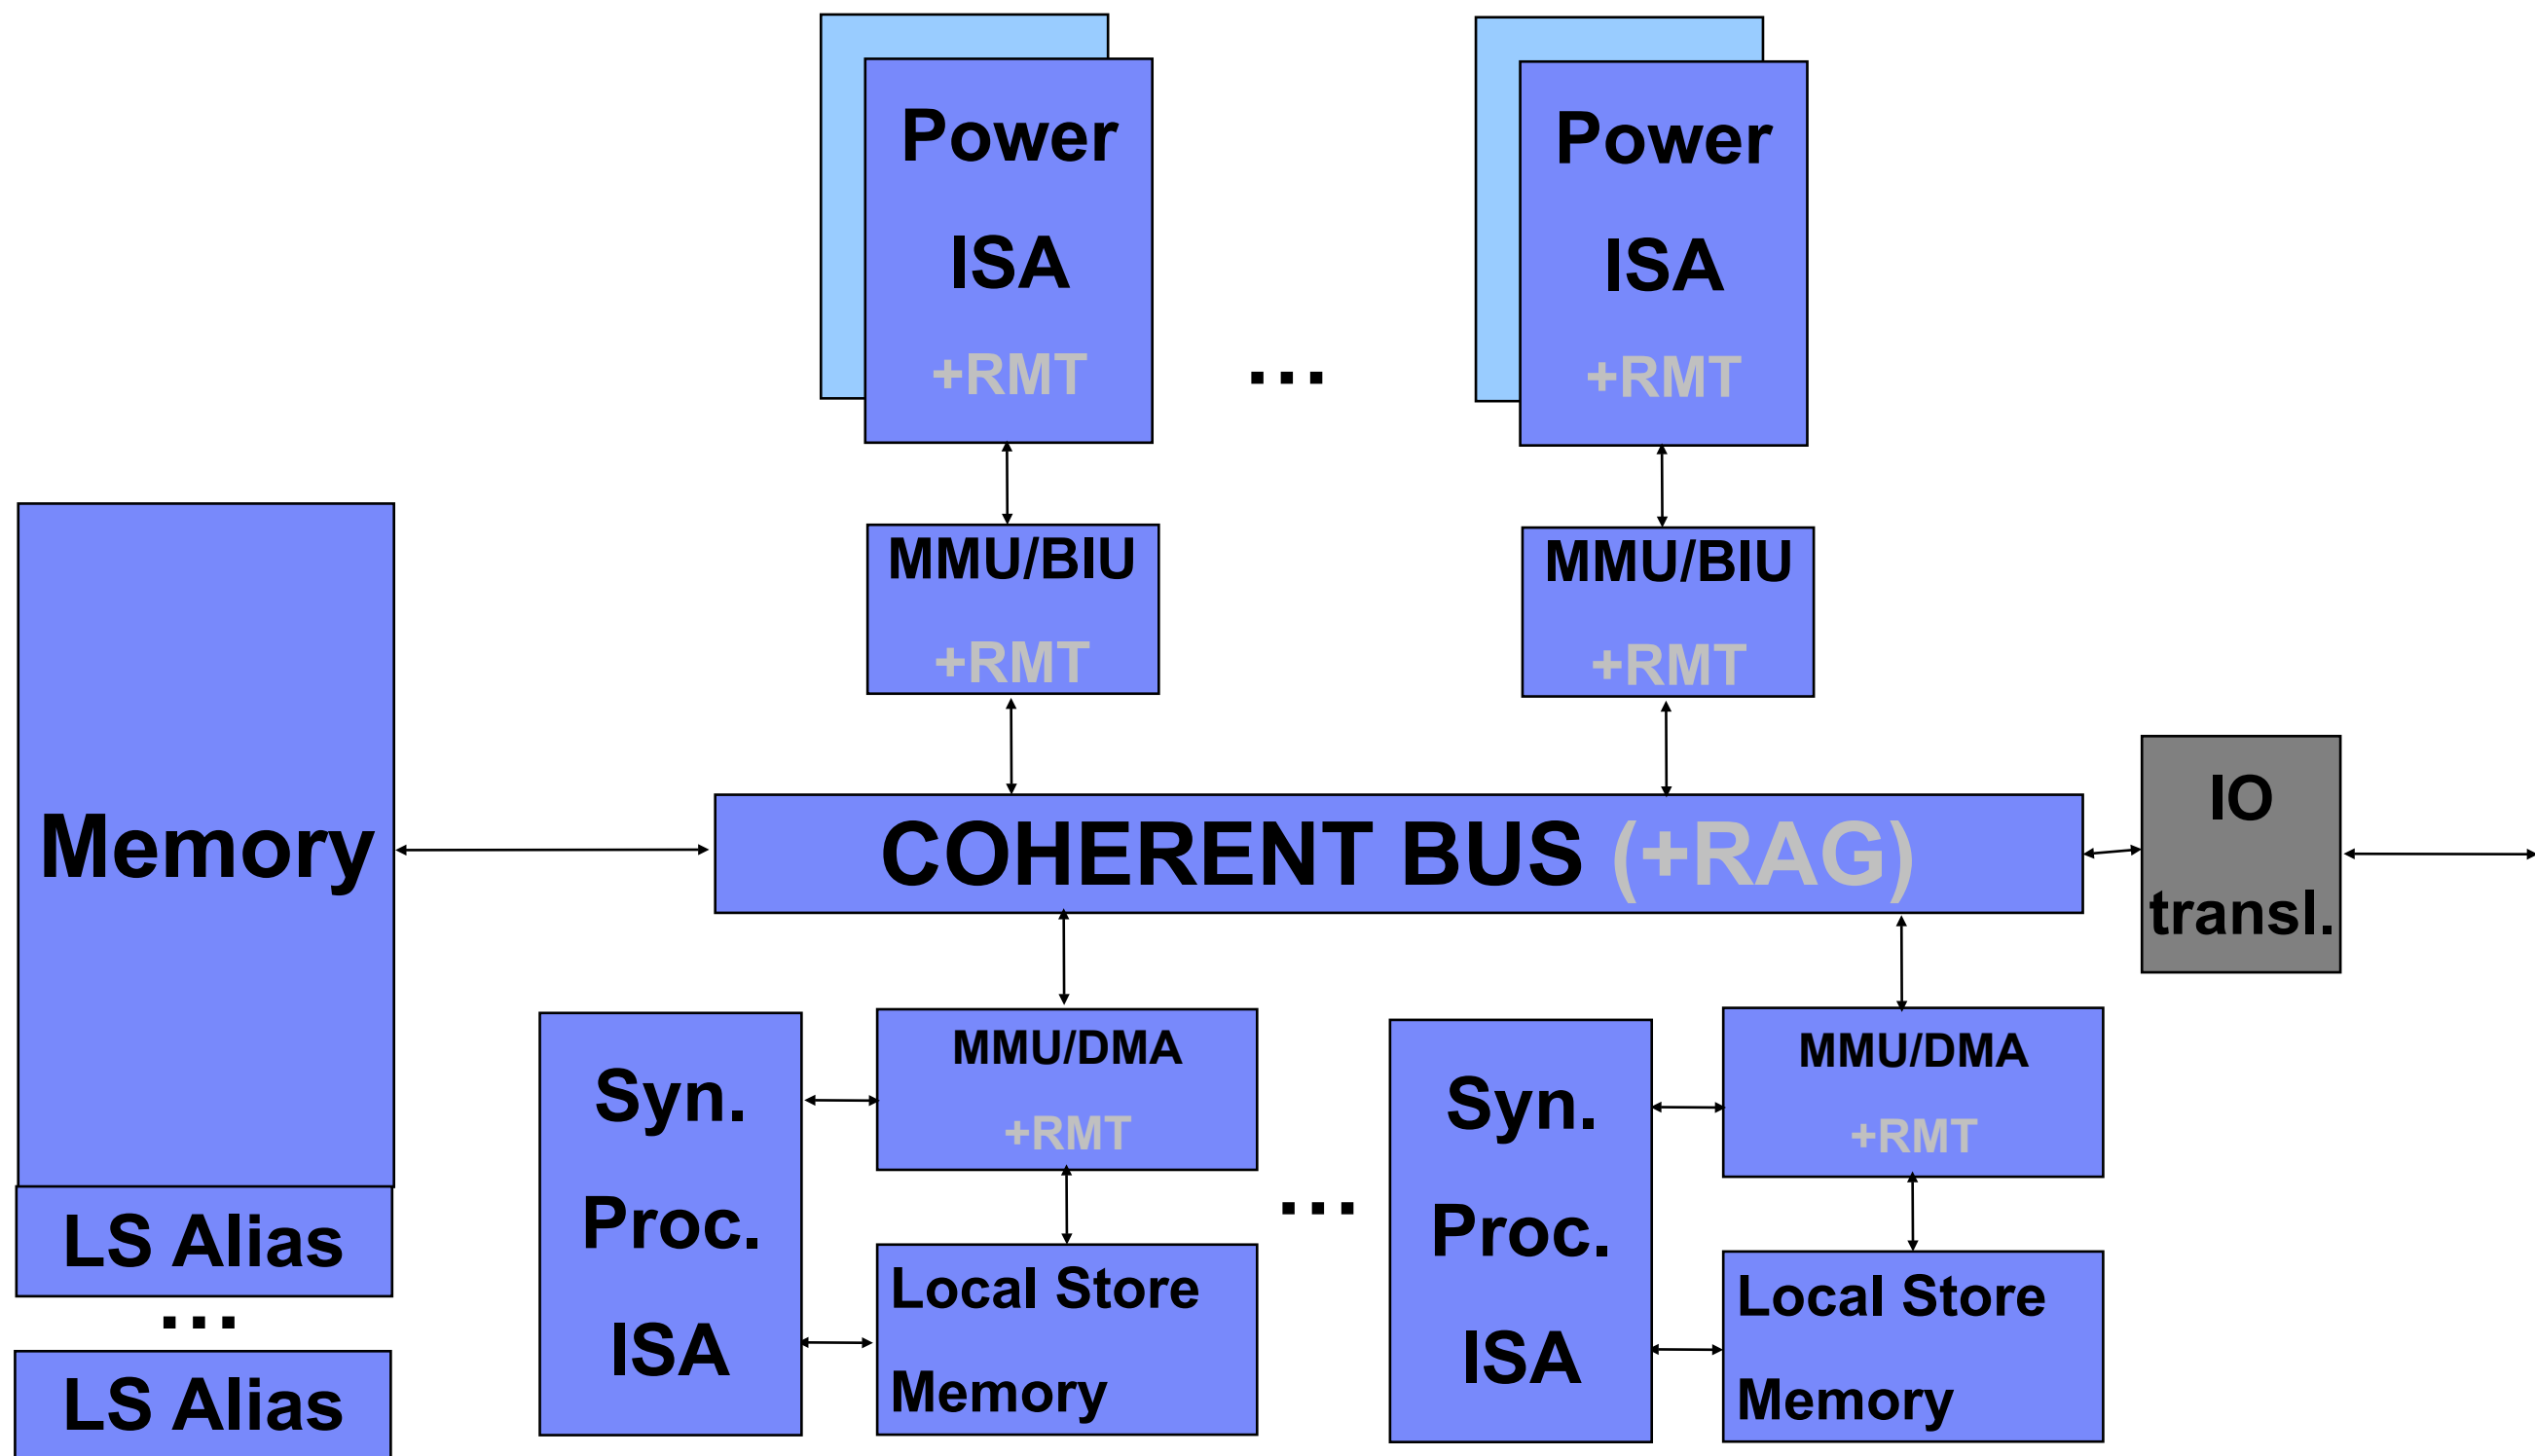 Power
ISA
+RMT
...
Power
ISA
+RMT
MMU/BIU
+RMT
MMU/BIU
+RMT
Memory
COHERENT BUS (+RAG)
IO
transl.
Syn.
Proc.
ISA
MMU/DMA
+RMT
Local Store
Memory
...
Syn.
Proc.
ISA
MMU/DMA
+RMT
Local Store
Memory
LS Alias
...
LS Alias